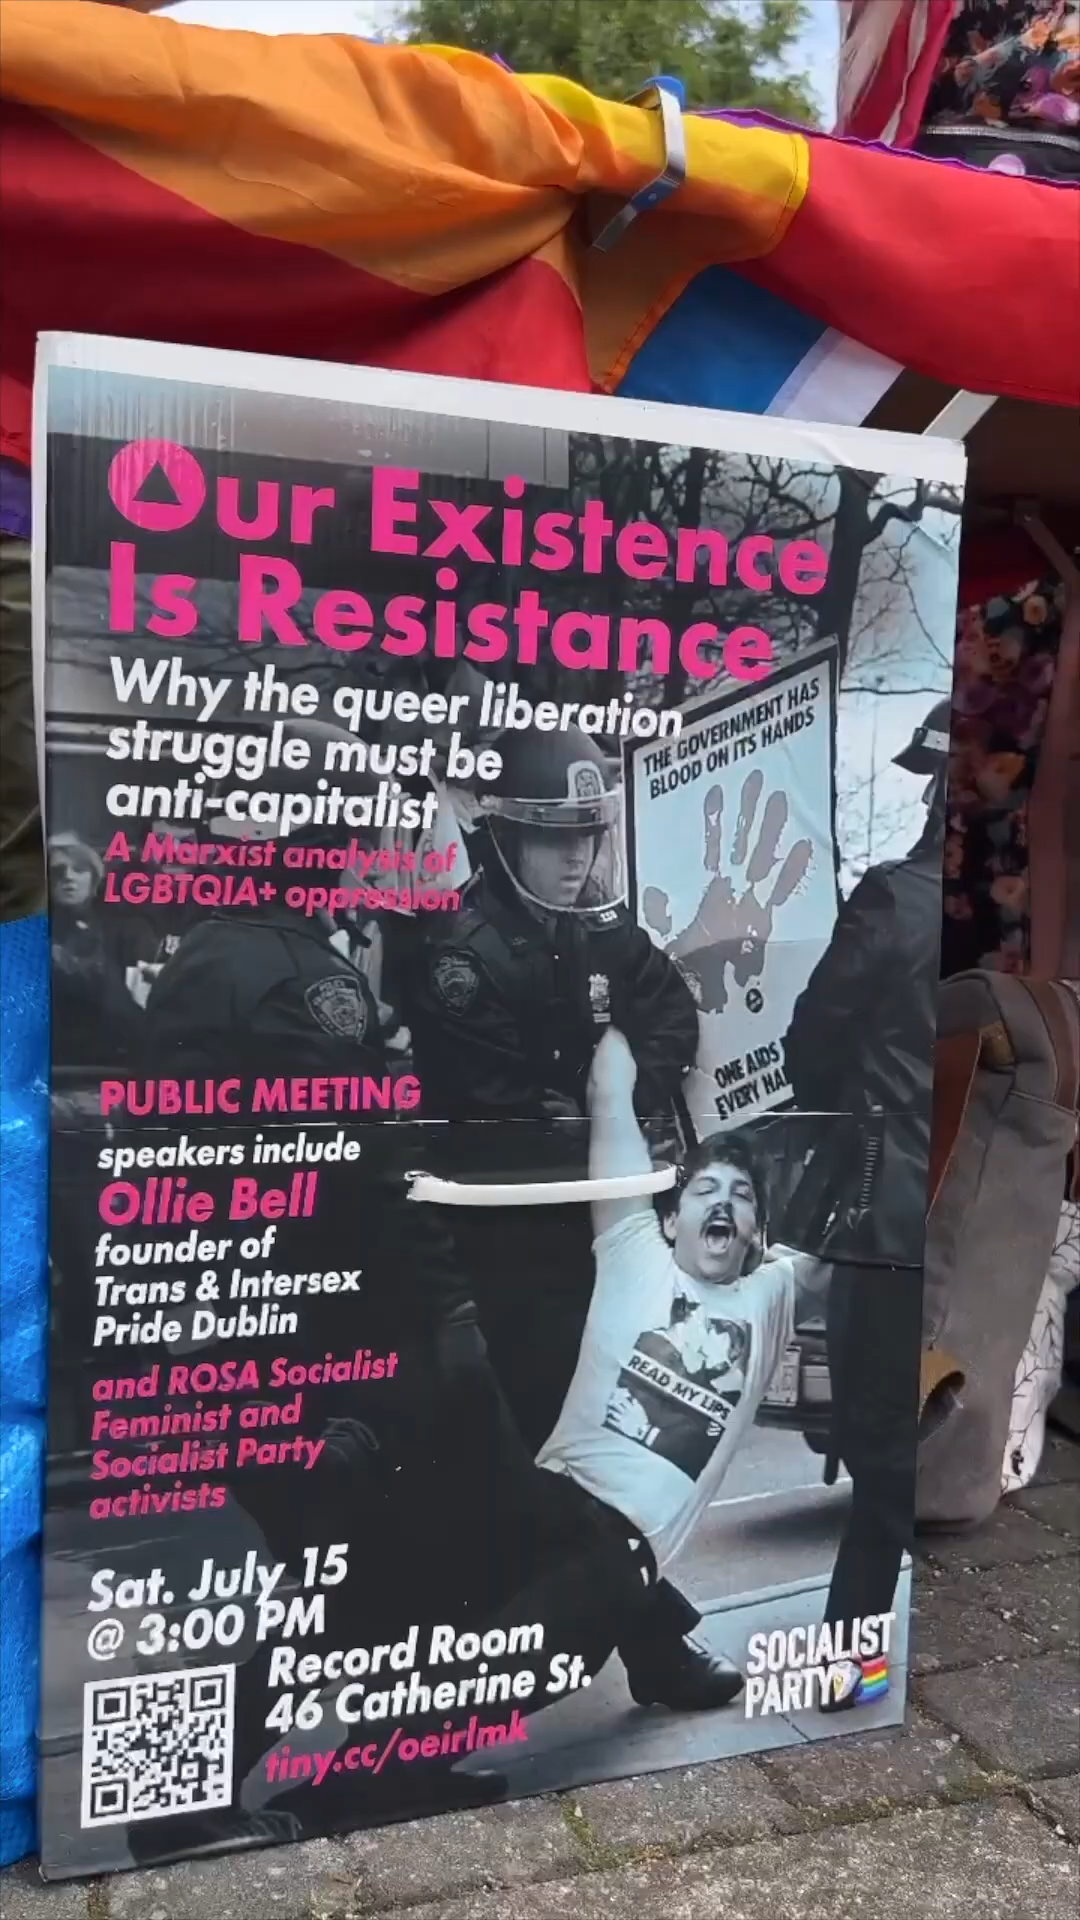 Our Existence
Is Resistance
Why the queer liberation
struggle must be
anti-capitalist
A Marxist analysis of
LGBTQIA+ oppression
THE GOVERNMENT HAS
BLOOD ON ITS HANDS
ONE AIDS
EVERY HA
PUBLIC MEETING
speakers include
Ollie Bell
founder of
Trans & Intersex
Pride Dublin
and ROSA Socialist
Feminist and
Socialist Party
activists
READ MY LIPS
Sat. July 15
@ 3:00 PM
Record Room
46 Catherine St.
tiny.cc/oeirlmk
SOCIALIST
PARTY